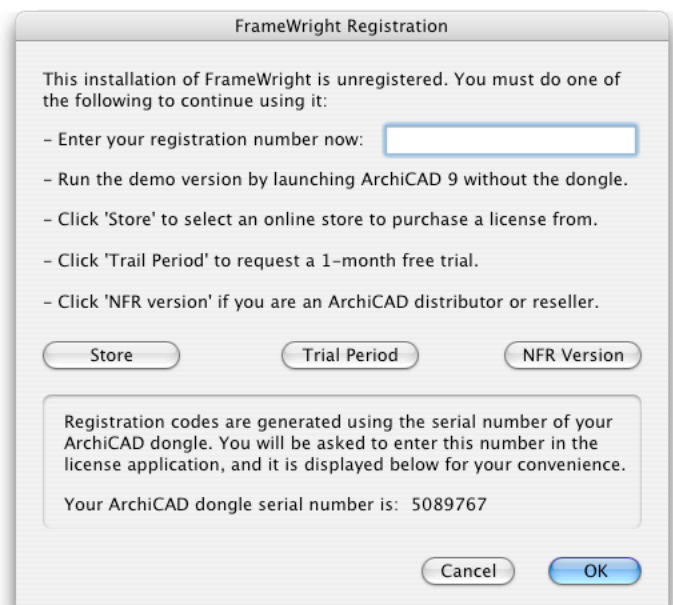 FrameWright Registration
This installation of FrameWright is unregistered. You must do one of
the following to continue using it:
– Enter your registration number now:
– Run the demo version by launching ArchiCAD 9 without the dongle.
– Click 'Store' to select an online store to purchase a license from.
– Click 'Trail Period' to request a 1–month free trial.
– Click 'NFR version' if you are an ArchiCAD distributor or reseller.
Store Trial Period NFR Version
Registration codes are generated using the serial number of your
ArchiCAD dongle. You will be asked to enter this number in the
license application, and it is displayed below for your convenience.
Your ArchiCAD dongle serial number is: 5089767
Cancel OK